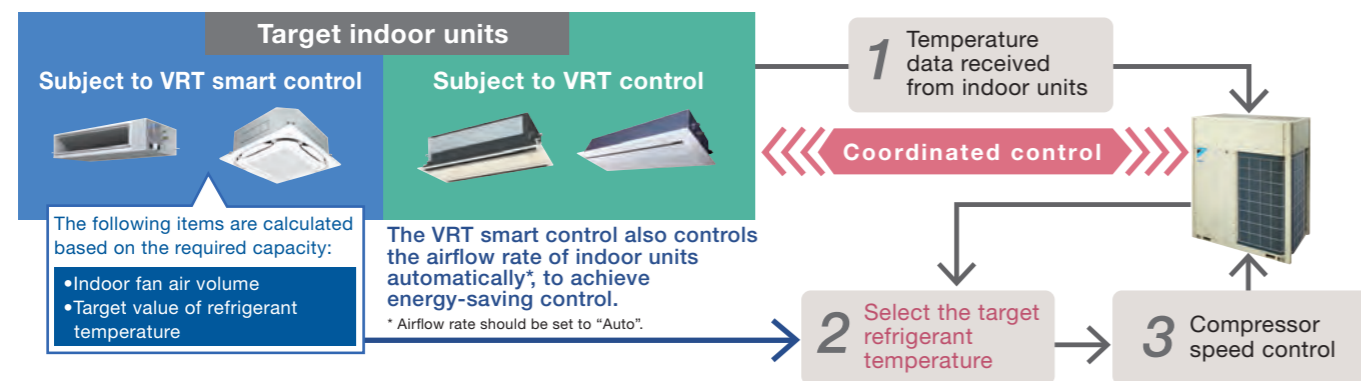 Target indoor units
Subject to VRT smart control
Subject to VRT control
The following items are calculated
based on the required capacity:
•Indoor fan air volume
•Target value of refrigerant
temperature
The VRT smart control also controls
the airflow rate of indoor units
automatically*, to achieve
energy-saving control.
* Airflow rate should be set to “Auto”.
1 Temperature
data received
from indoor units
Coordinated control
2 Select the target
refrigerant
temperature
3 Compressor
speed control